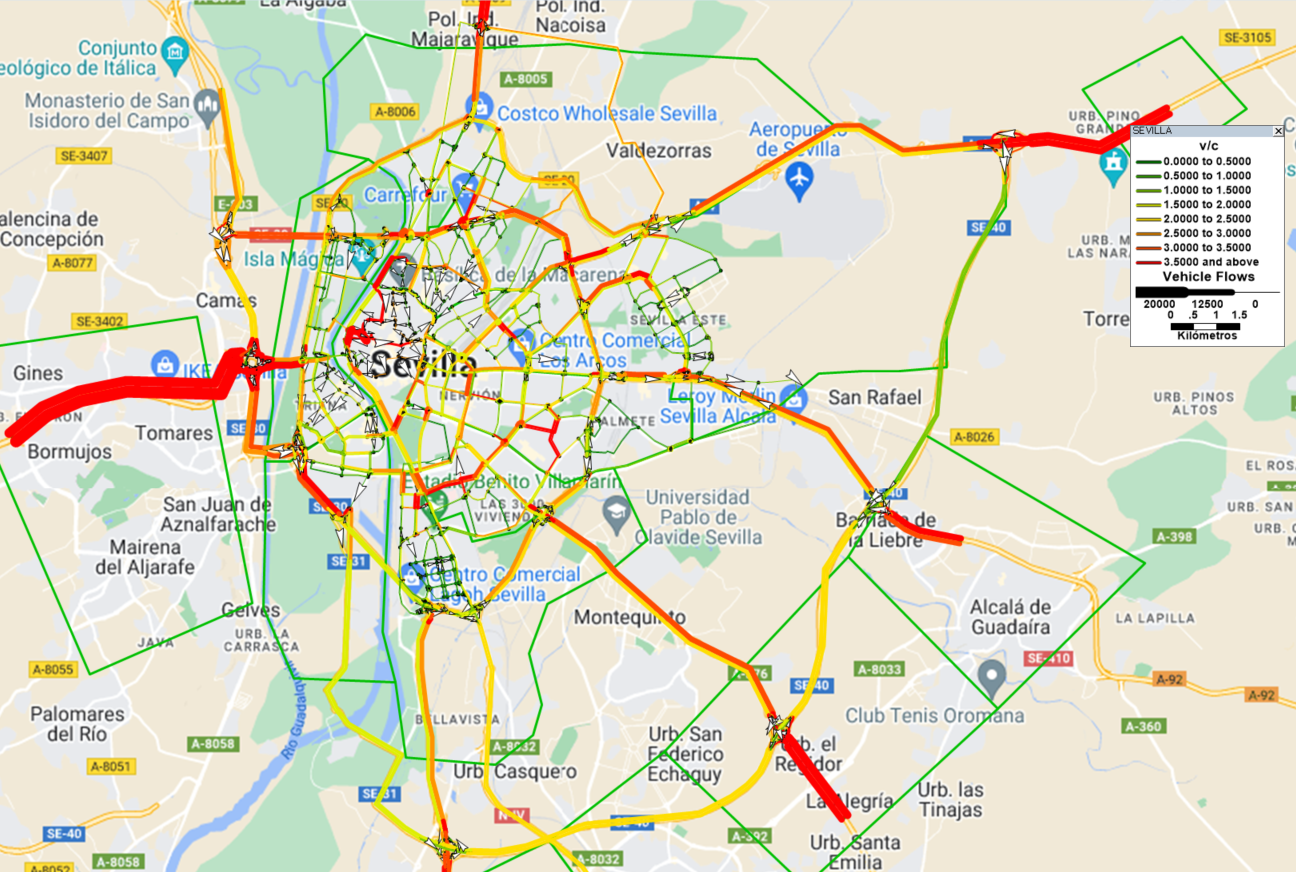 La Algaba
Pol. Ind.
Majaravique
Pol. Ind.
Nacoisa
SE-3105
Conjunto
eológico de Itálica
A-8005
Monasterio de San
Isidoro del Campo
A-8006
Costco Wholesale Sevilla
URB. PINO
GRAND
Aeropuerto
de Sevilla
Valdezorras
SE-3407
SEVILLA
v/c
0.0000 to 0.5000
0.5000 to 1.0000
1.0000 to 1.5000
1.5000 to 2.0000
2.0000 to 2.5000
2.5000 to 3.0000
3.0000 to 3.5000
3.5000 and above
Vehicle Flows
20000 12500 0
0 .5 1 1.5
Kilómetros
SE-20
Carrefour
E-803
alencina de
Concepción
SE-40
URB. M
LAS NAR
A-8077
Isla Mágica
Basílica de la Macarena
Camas
SE-3402
SEVILLA ESTE
Torre
Centro Comercial
Los Arcos
Sevilla
Gines
IKE
Sevilla
NERVIÓN
TRIANA
Leroy Merlin
Sevilla Alcalá
San Rafael
URB. PINOS
ALTOS
ALMETE
Tomares
Bormujos
A-8026
EL ROS
Estadio Benito Villamarín
San Juan de
Aznalfarache
SE-30
LAS 3000
VIVIENDA
Universidad
Pablo de
Olavide Sevilla
Barriada de
la Liebre
URB. SAN
A-398
Mairena
del Aljarafe
SE-31
Centro Comercial
Lagoh Sevilla
Gelves
URB. LA
CARRASCA
JAVA
Montequinto
Alcalá de
Guadaíra
LA LAPILLA
SE-410
A-8055
A-376
A-8033
SE-40
A-92
A-92
Club Tenis Oromana
Río Guadalquivir
Palomares
del Río
BELLAVISTA
A-360
A-8058
A-8032
Urb. San
Federico
Echaguy
Urb. el
Regidor
A-8051
Urb. Casquero
SE-31
La Alegría
Urb. las
Tinajas
N-IV
SE-40
SE-40
A-392
Urb. Santa
Emilia
A-8058
A-8032
A-8052